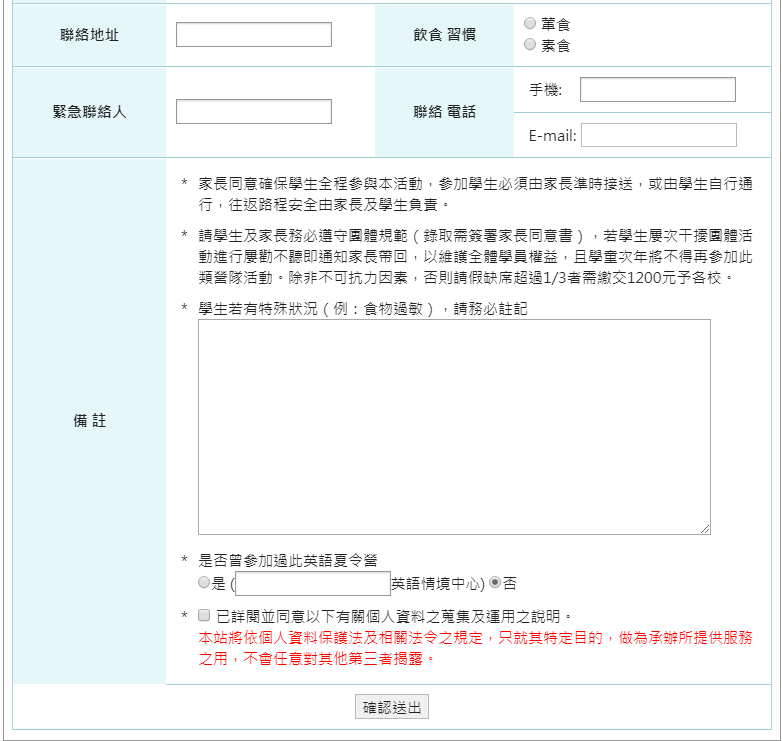 聯絡地址
飲食 習慣
葷食
素食
緊急聯絡人
聯絡 電話
手機:
E-mail:
備 註
* 家長同意確保學生全程參與本活動，參加學生必須由家長準時接送，或由學生自行通
行，往返路程安全由家長及學生負責。
* 請學生及家長務必遵守團體規範（錄取需簽署家長同意書），若學生屢次干擾團體活
動進行屢勸不聽即通知家長帶回，以維護全體學員權益，且學童次年將不得再參加此
類營隊活動。除非不可抗力因素，否則請假缺席超過1/3者需繳交1200元予各校。
* 學生若有特殊狀況（例：食物過敏），請務必註記
* 是否曾參加過此英語夏令營
是 ( 英語情境中心) 否
* 已詳閱並同意以下有關個人資料之蒐集及運用之說明。
本站將依個人資料保護法及相關法令之規定，只就其特定目的，做為承辦所提供服務
之用，不會任意對其他第三者揭露。
確認送出